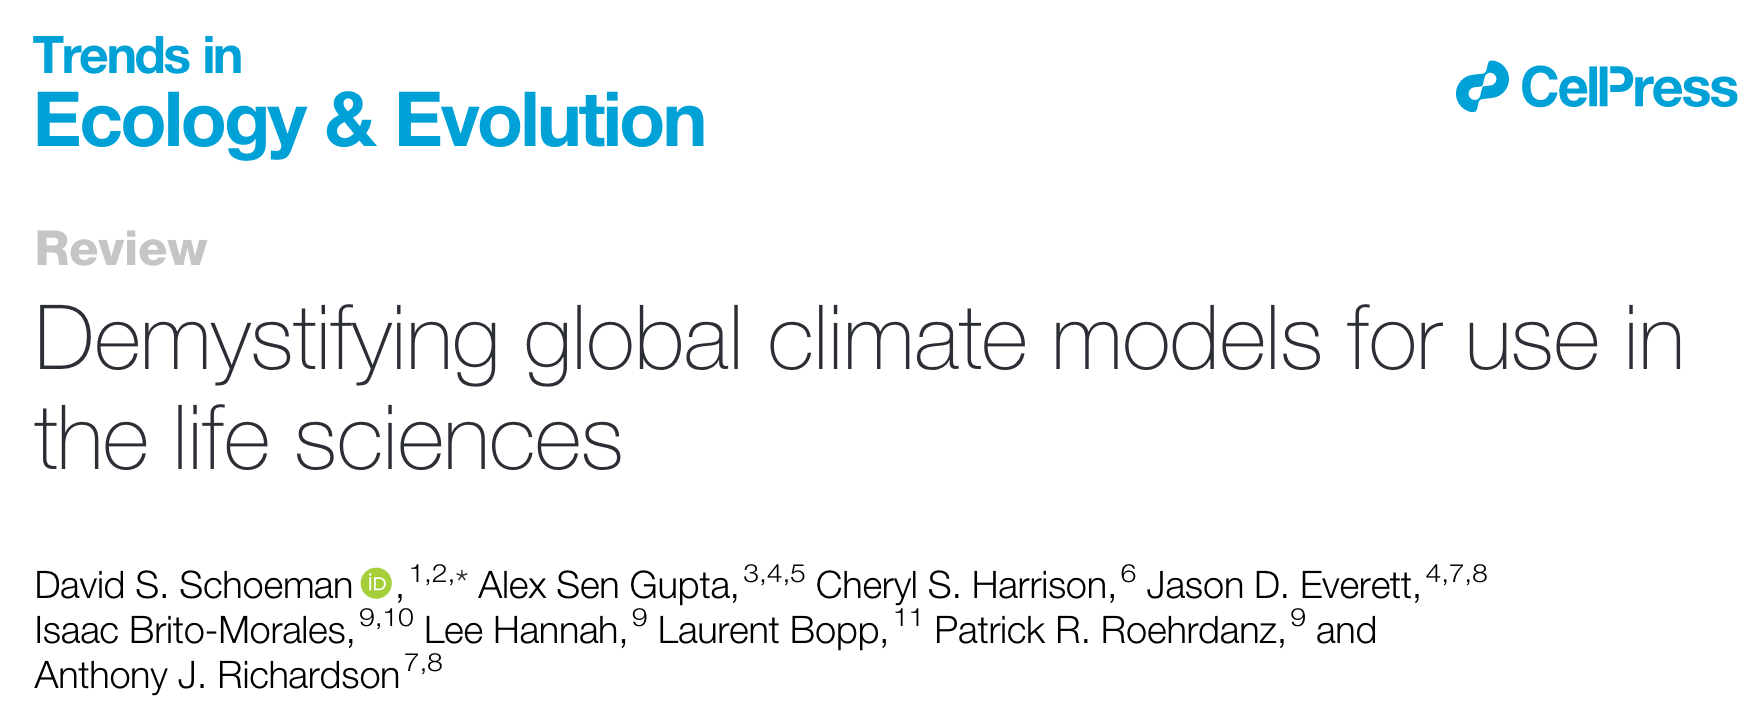 Trends in
Ecology & Evolution
CellPress
Review
Demystifying global climate models for use in
the life sciences
David S. Schoeman iD, 1,2,* Alex Sen Gupta, 3,4,5 Cheryl S. Harrison, 6 Jason D. Everett, 4,7,8
Isaac Brito-Morales, 9,10 Lee Hannah, 9 Laurent Bopp, 11 Patrick R. Roehrdanz, 9 and
Anthony J. Richardson 7,8